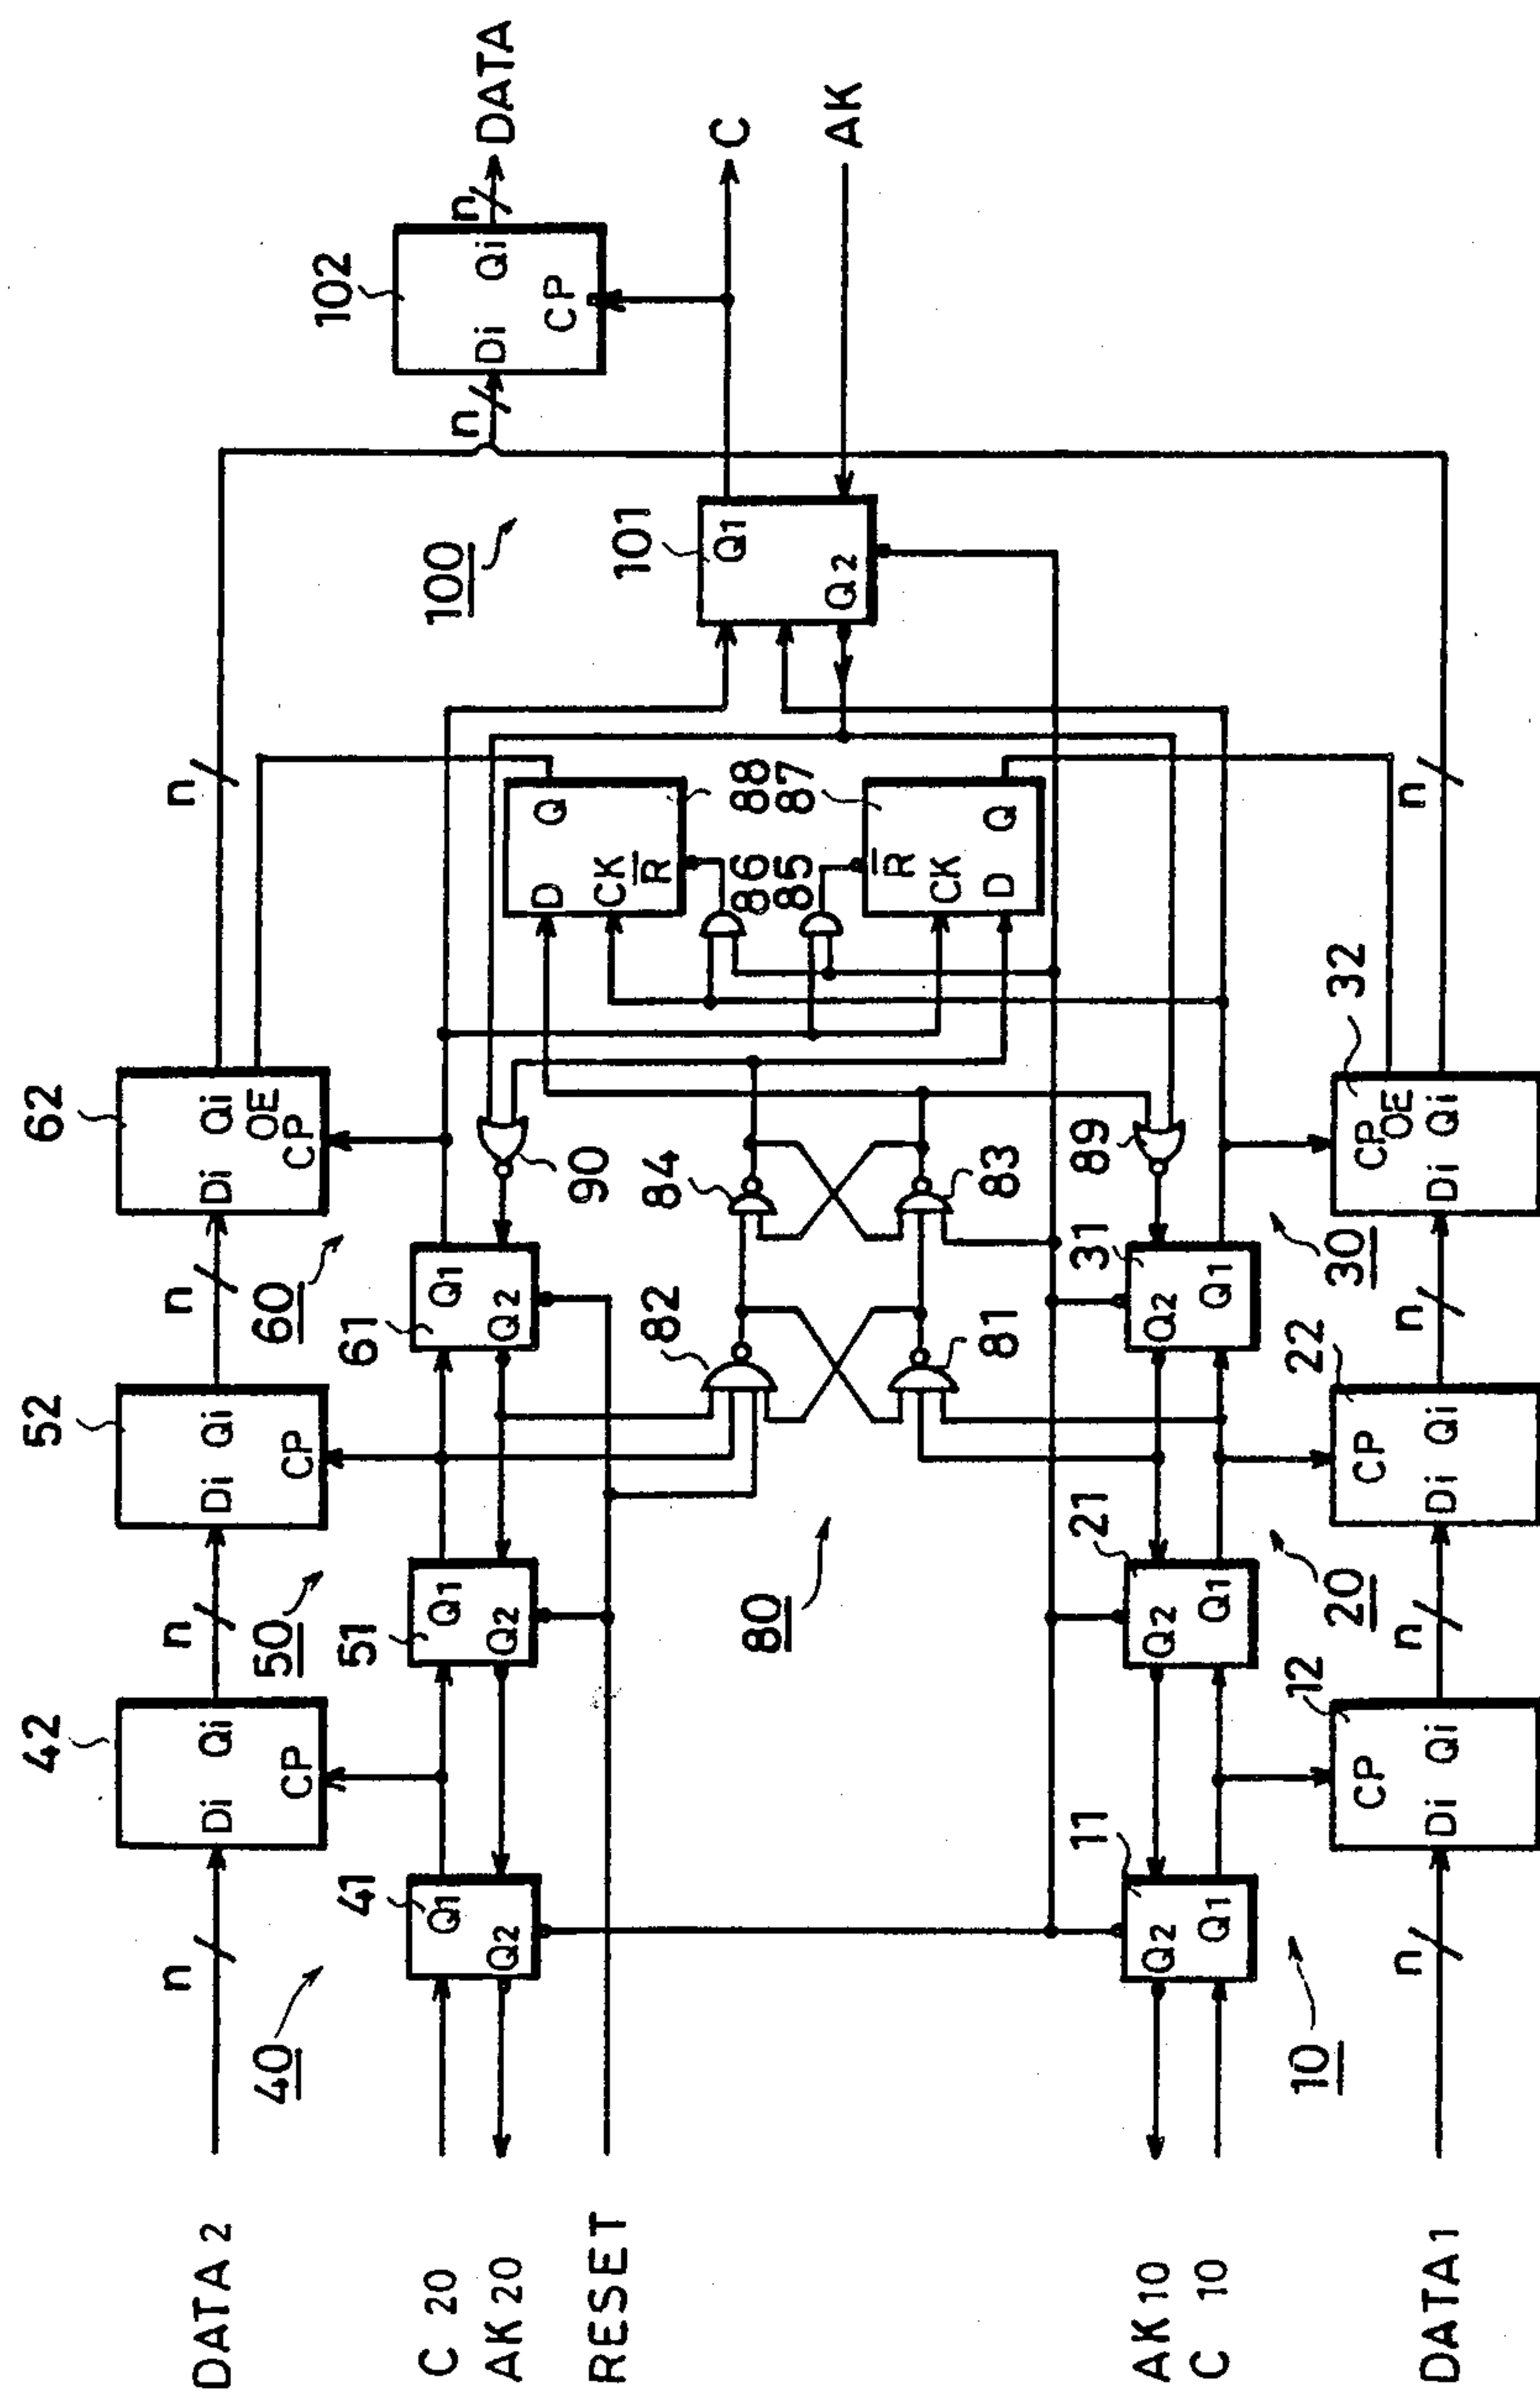 DATA 2
C 20
AK 20
RESET
AK 10
C 10
DATA 1
n
40
41
Q1
Q2
42
Di Qi
CP
n
50
51
Q1
Q2
52
Di Qi
CP
n
60
61
Q1
Q2
62
Di Qi
OE
CP
n
10
11
Q2
Q1
12
CP
Di Qi
n
20
21
Q2
Q1
22
CP
Di Qi
n
30
31
Q2
Q1
32
CP
OE
Di Qi
n
n
80
81
82
83
84
85
86
87
88
89
90
D
Q
CK
R
R
CK
D
Q
100
101
Q1
Q2
102
Di Qi
CP
n
n
DATA
C
AK